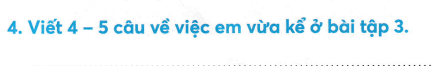 4. Viết 4 – 5 câu về việc em vừa kể ở bài tập 3.